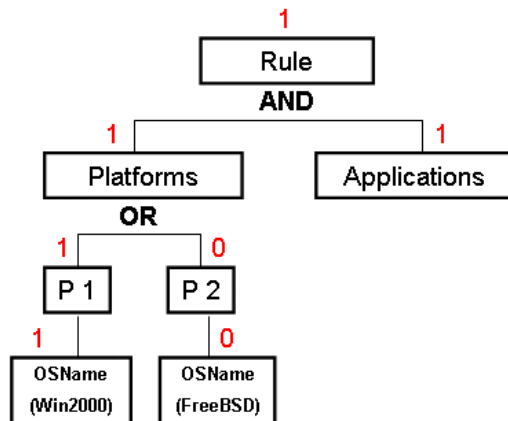 1
Rule
AND
1 1
Platforms Applications
OR
1 0
P 1 P 2
1 0
OSName OSName
(Win2000) (FreeBSD)